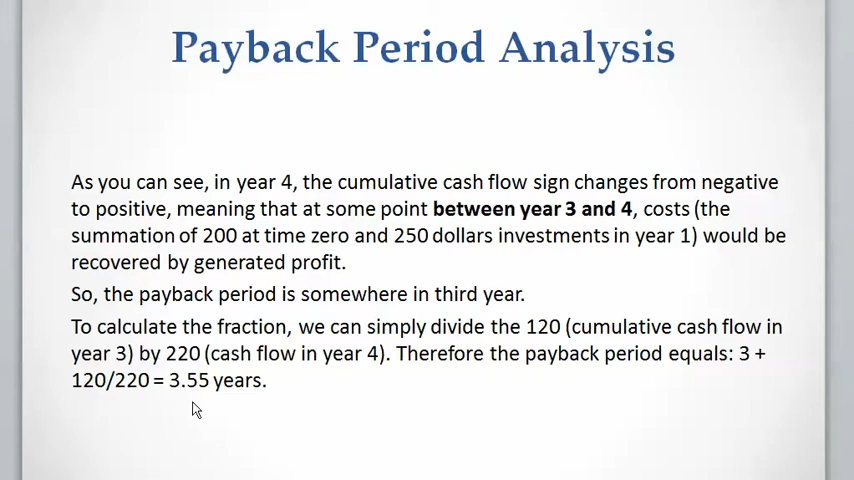 Payback Period Analysis
As you can see, in year 4, the cumulative cash flow sign changes from negative
to positive, meaning that at some point between year 3 and 4, costs (the
summation of 200 at time zero and 250 dollars investments in year 1) would be
recovered by generated profit.
So, the payback period is somewhere in third year.
To calculate the fraction, we can simply divide the 120 (cumulative cash flow in
year 3) by 220 (cash flow in year 4). Therefore the payback period equals: 3 +
120/220 = 3.55 years.